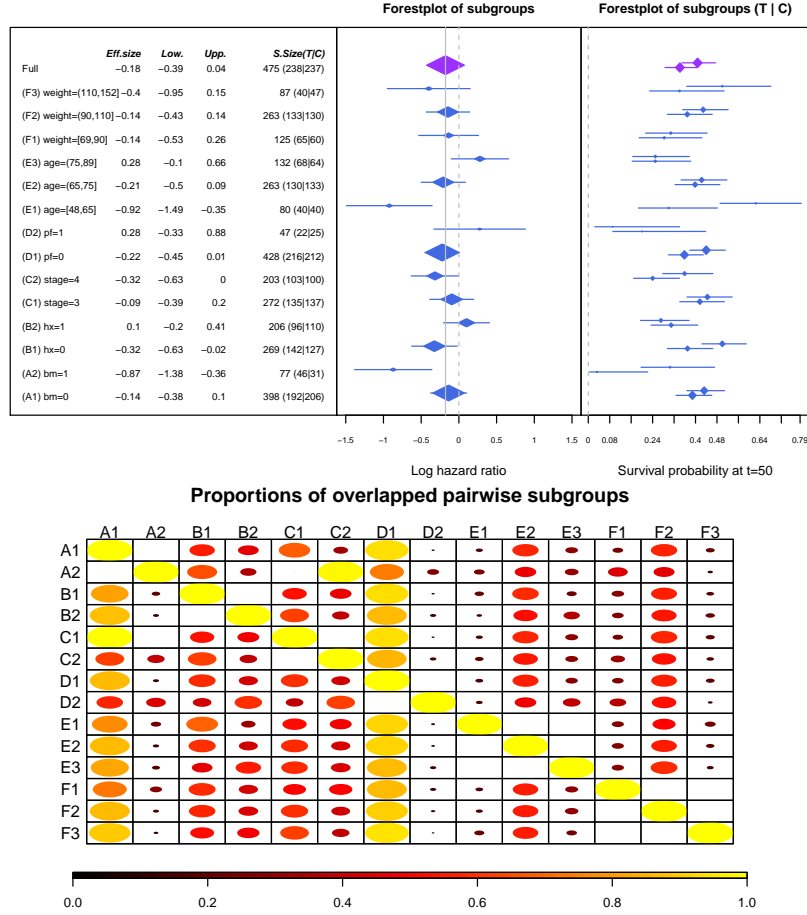 Forestplot of subgroups Forestplot of subgroups (T | C)
Eff.size Low. Upp. S.Size(T|C)
Full −0.18 −0.39 0.04 475 (238|237)
(F3) weight=(110,152] −0.4 −0.95 0.15 87 (40|47)
(F2) weight=(90,110] −0.14 −0.43 0.14 263 (133|130)
(F1) weight=[69,90] −0.14 −0.53 0.26 125 (65|60)
(E3) age=(75,89] 0.28 −0.1 0.66 132 (68|64)
(E2) age=(65,75] −0.21 −0.5 0.09 263 (130|133)
(E1) age=[48,65] −0.92 −1.49 −0.35 80 (40|40)
(D2) pf=1 0.28 −0.33 0.88 47 (22|25)
(D1) pf=0 −0.22 −0.45 0.01 428 (216|212)
(C2) stage=4 −0.32 −0.63 0 203 (103|100)
(C1) stage=3 −0.09 −0.39 0.2 272 (135|137)
(B2) hx=1 0.1 −0.2 0.41 206 (96|110)
(B1) hx=0 −0.32 −0.63 −0.02 269 (142|127)
(A2) bm=1 −0.87 −1.38 −0.36 77 (46|31)
(A1) bm=0 −0.14 −0.38 0.1 398 (192|206)
−1.5 −1 −0.5 0 0.5 1 1.5 0 0.08 0.24 0.4 0.48 0.64 0.79
Log hazard ratio Survival probability at t=50
Proportions of overlapped pairwise subgroups
A1 A2 B1 B2 C1 C2 D1 D2 E1 E2 E3 F1 F2 F3
A1
A2
B1
B2
C1
C2
D1
D2
E1
E2
E3
F1
F2
F3
0.0 0.2 0.4 0.6 0.8 1.0